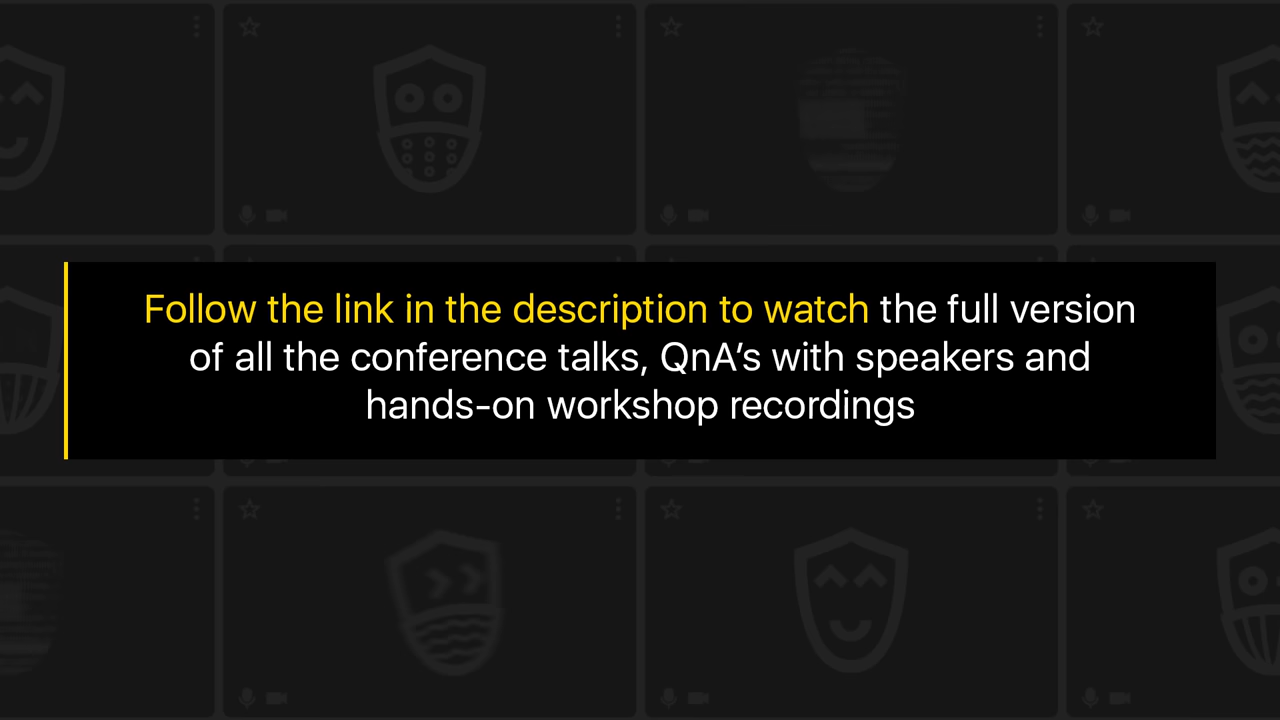 Follow the link in the description to watch the full version
of all the conference talks, QnA’s with speakers and
hands-on workshop recordings